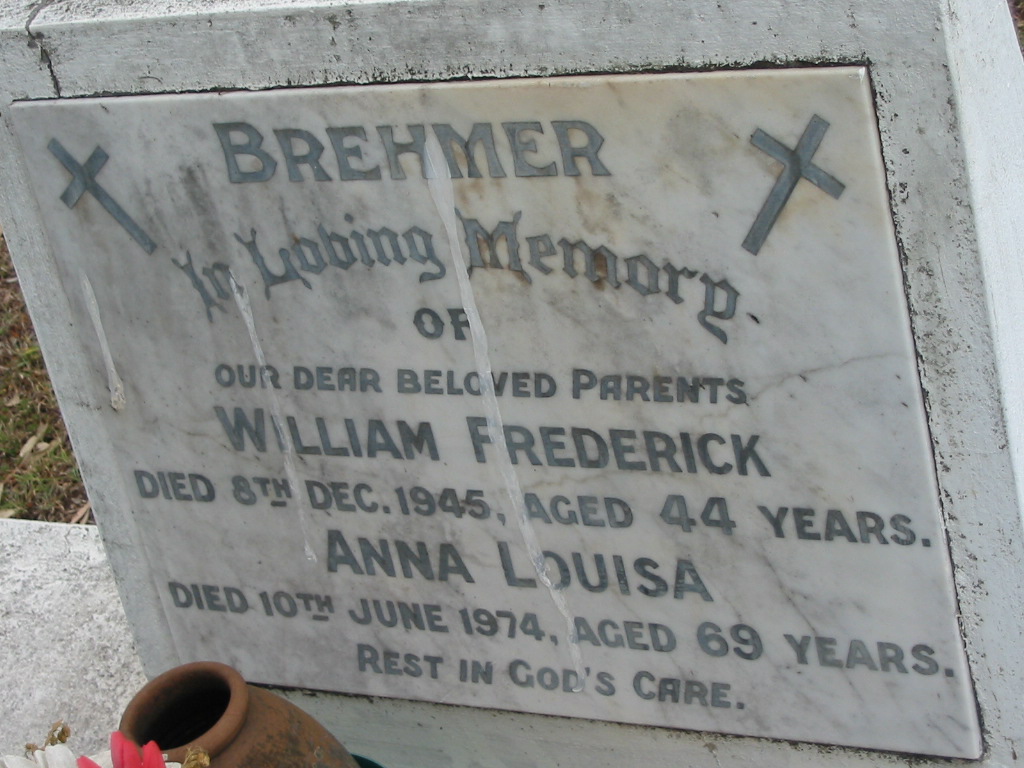 BREHMER
In Loving Memory.
OF
OUR DEAR BELOVED PARENTS
WILLIAM FREDERICK
DIED 8TH DEC. 1945, AGED 44 YEARS.
ANNA LOUISA
DIED 10TH JUNE 1974, AGED 69 YEARS.
REST IN GOD'S CARE.